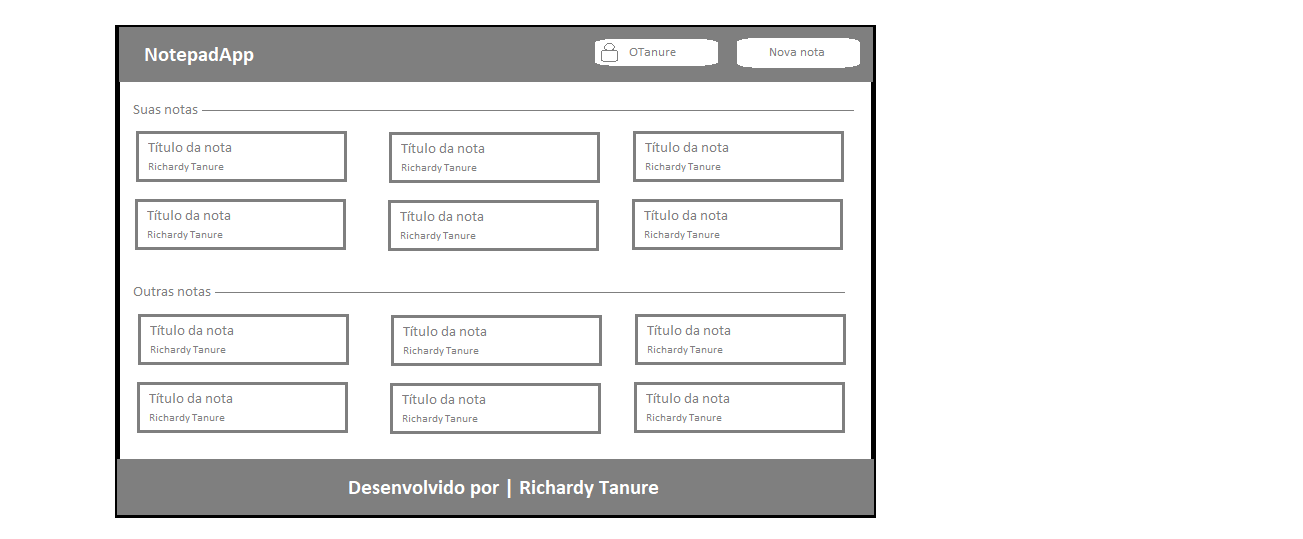 NotepadApp
OTanure
Nova nota
Suas notas
Título da nota
Richardy Tanure
Título da nota
Richardy Tanure
Título da nota
Richardy Tanure
Título da nota
Richardy Tanure
Título da nota
Richardy Tanure
Título da nota
Richardy Tanure
Outras notas
Título da nota
Richardy Tanure
Título da nota
Richardy Tanure
Título da nota
Richardy Tanure
Título da nota
Richardy Tanure
Título da nota
Richardy Tanure
Título da nota
Richardy Tanure
Desenvolvido por | Richardy Tanure